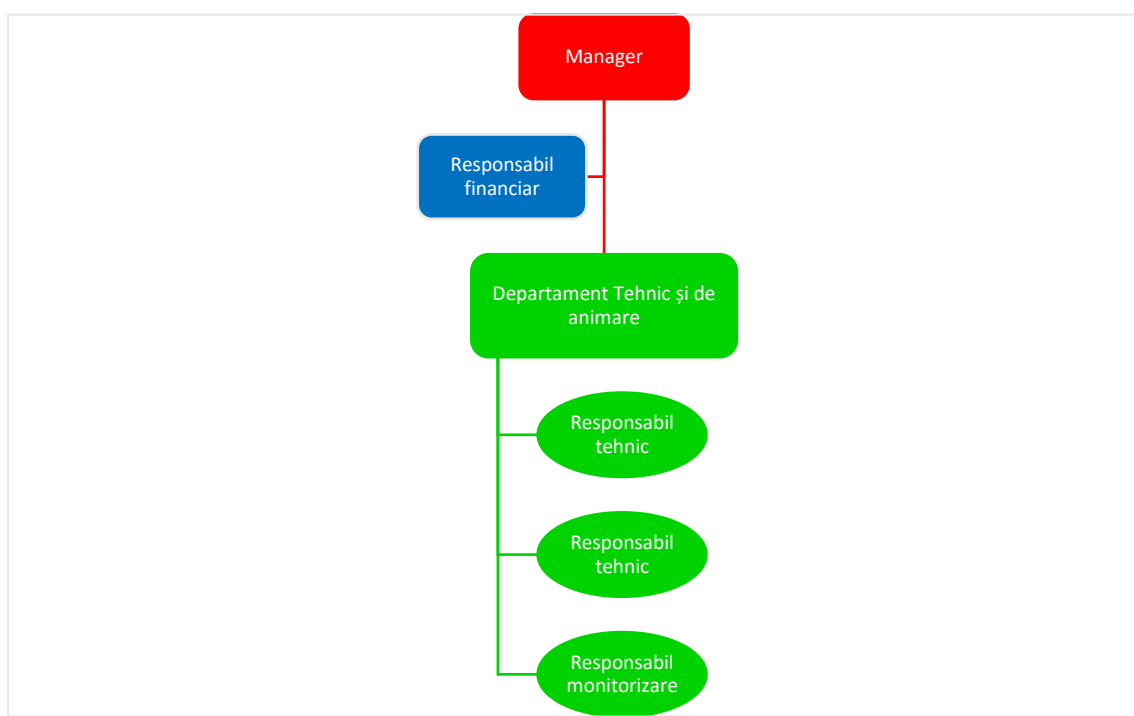 Manager
Responsabil
financiar
Departament Tehnic și de
animare
Responsabil
tehnic
Responsabil
tehnic
Responsabil
monitorizare